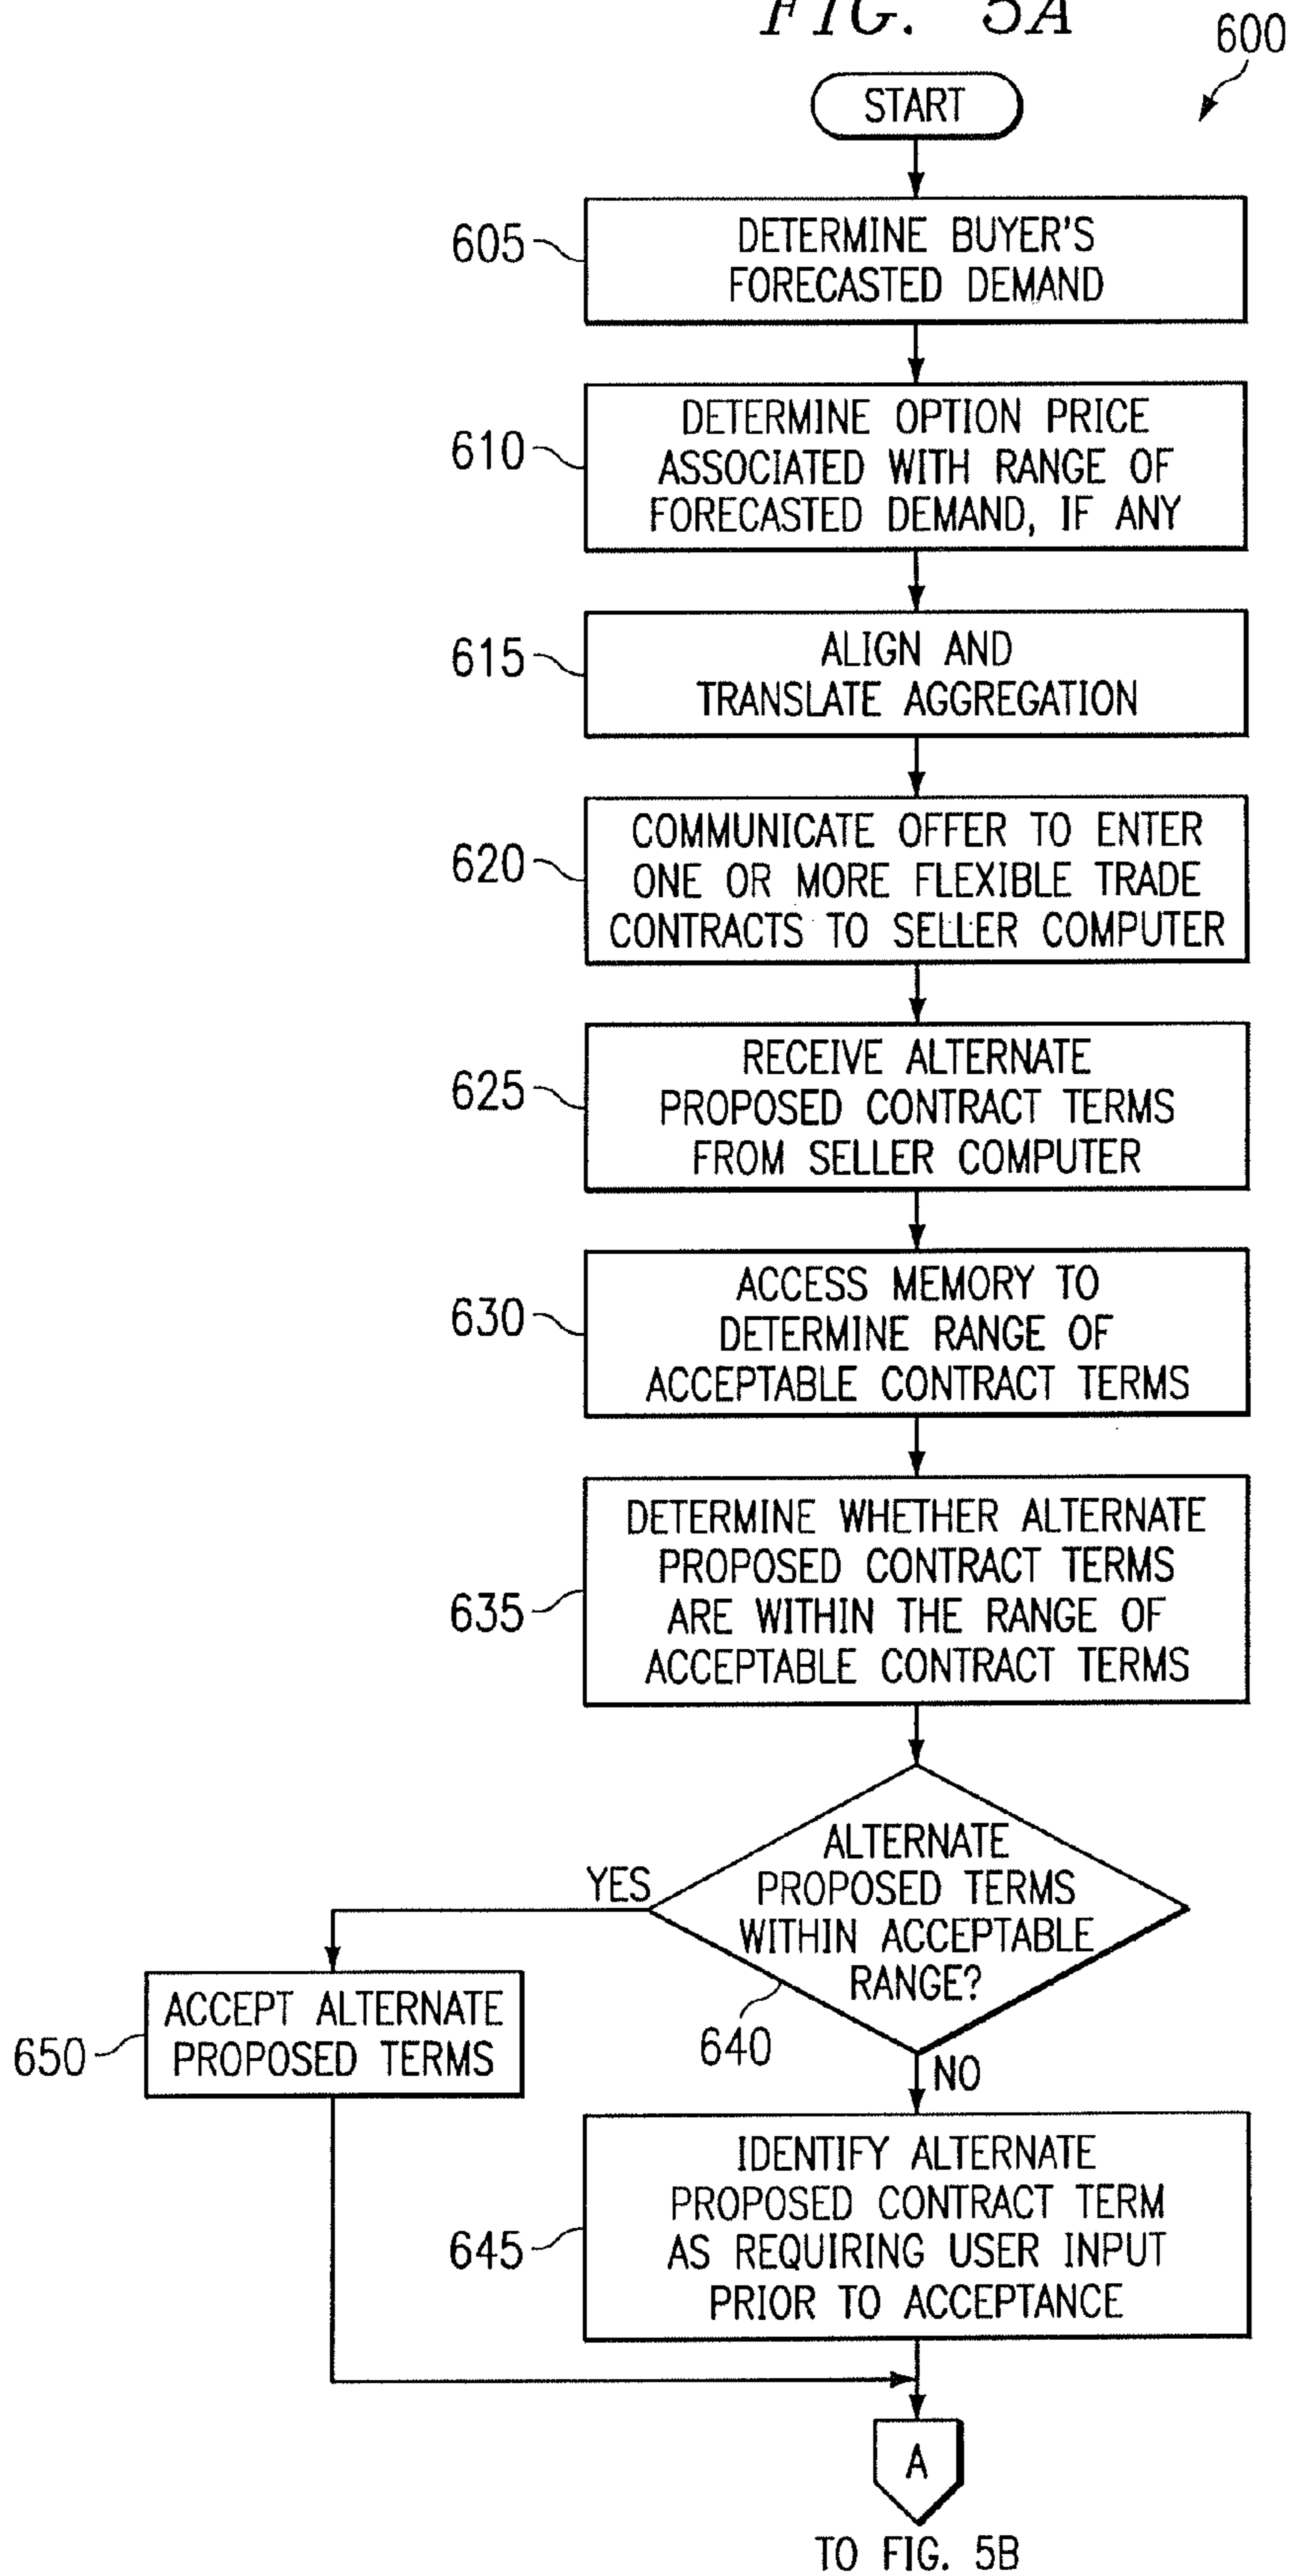 FIG. 5A
600
START
605
DETERMINE BUYER'S
FORECASTED DEMAND
610
DETERMINE OPTION PRICE
ASSOCIATED WITH RANGE OF
FORECASTED DEMAND, IF ANY
615
ALIGN AND
TRANSLATE AGGREGATION
620
COMMUNICATE OFFER TO ENTER
ONE OR MORE FLEXIBLE TRADE
CONTRACTS TO SELLER COMPUTER
625
RECEIVE ALTERNATE
PROPOSED CONTRACT TERMS
FROM SELLER COMPUTER
630
ACCESS MEMORY TO
DETERMINE RANGE OF
ACCEPTABLE CONTRACT TERMS
635
DETERMINE WHETHER ALTERNATE
PROPOSED CONTRACT TERMS
ARE WITHIN THE RANGE OF
ACCEPTABLE CONTRACT TERMS
ALTERNATE
PROPOSED TERMS
WITHIN ACCEPTABLE
RANGE?
640
YES
650
ACCEPT ALTERNATE
PROPOSED TERMS
NO
645
IDENTIFY ALTERNATE
PROPOSED CONTRACT TERM
AS REQUIRING USER INPUT
PRIOR TO ACCEPTANCE
A
TO FIG. 5B